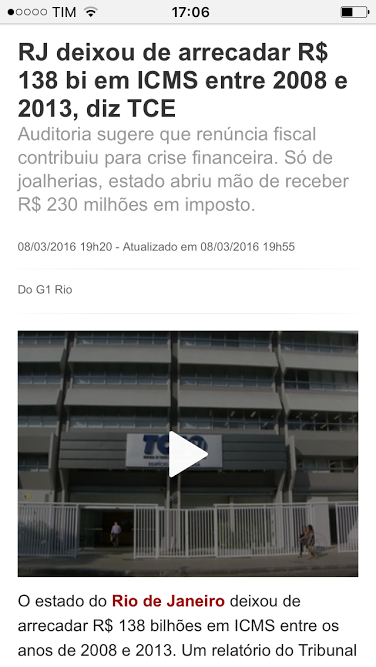 TIM 17:06
RJ deixou de arrecadar R$
138 bi em ICMS entre 2008 e
2013, diz TCE
Auditoria sugere que renúncia fiscal
contribuiu para crise financeira. Só de
joalherias, estado abriu mão de receber
R$ 230 milhões em imposto.
08/03/2016 19h20 - Atualizado em 08/03/2016 19h55
Do G1 Rio
O estado do Rio de Janeiro deixou de
arrecadar R$ 138 bilhões em ICMS entre os
anos de 2008 e 2013. Um relatório do Tribunal